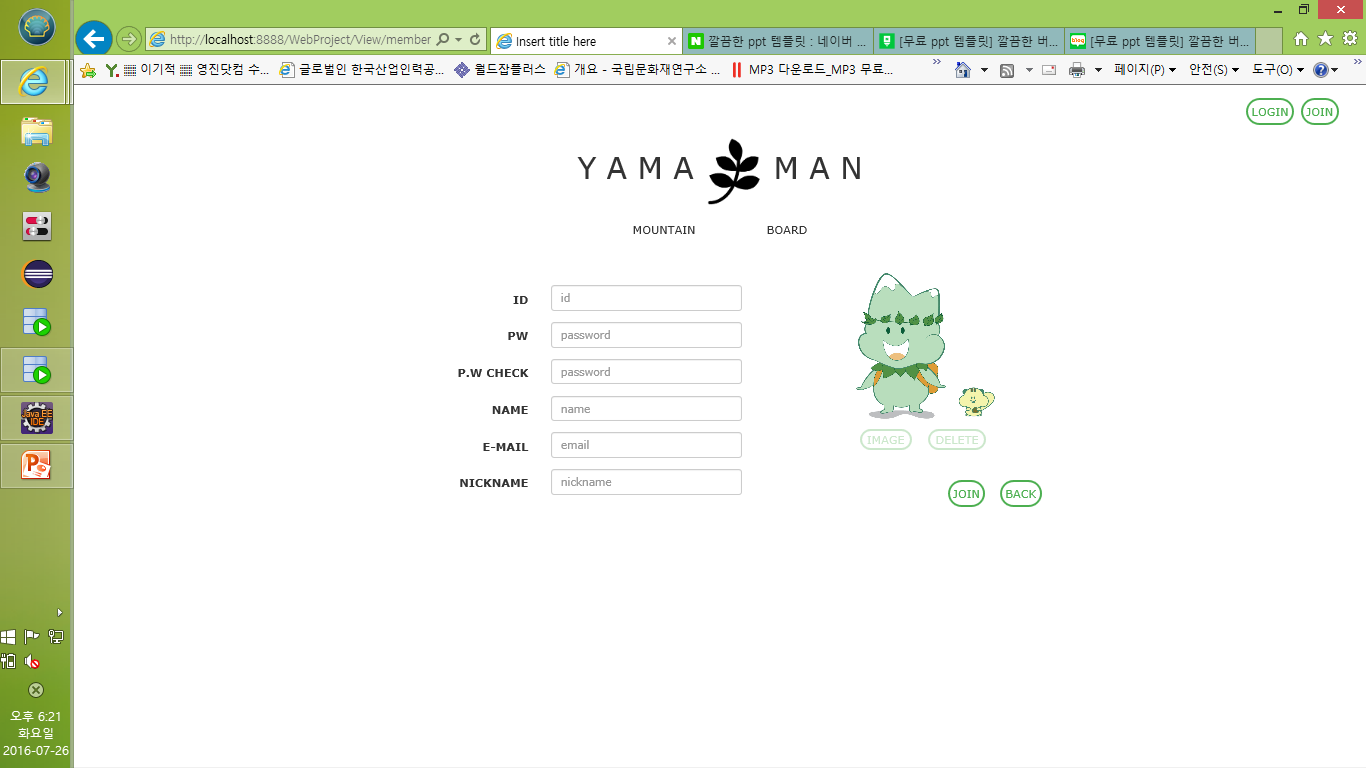 http://localhost:8888/WebProject/View/member
Insert title here
깔끔한 ppt 템플릿 : 네이버 ...
[무료 ppt 템플릿] 깔끔한 버...
[무료 ppt 템플릿] 깔끔한 버...
이기적
영진닷컴 수...
글로벌인 한국산업인력공...
월드잡플러스
개요 - 국립문화재연구소 ...
MP3 다운로드_MP3 무료...
페이지(P)
안전(S)
도구(O)
LOGIN JOIN
YAMA MAN
MOUNTAIN BOARD
ID id
PW password
P.W CHECK password
NAME name
E-MAIL email
NICKNAME nickname
IMAGE DELETE
JOIN BACK
Java EE
IDE
오후 6:21
화요일
2016-07-26